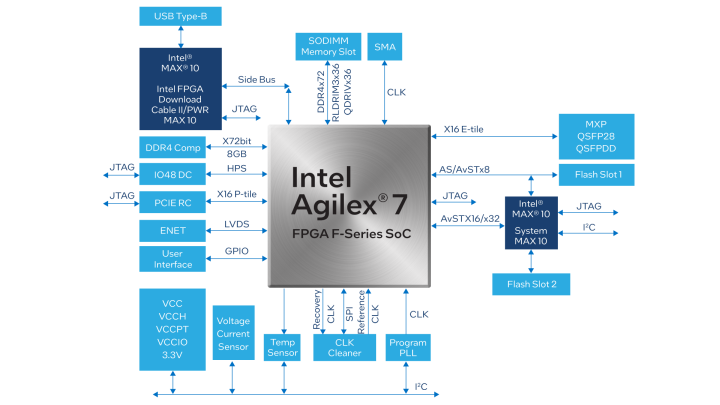 USB Type-B
Intel®
MAX® 10
Intel FPGA
Download
Cable II/PWR
MAX 10
Side Bus
JTAG
SODIMM
Memory Slot
SMA
DDR4x72
RLDRIM3x36
QDRIVx36
CLK
DDR4 Comp
X72bit
8GB
JTAG
IO48 DC
HPS
JTAG
PCIE RC
X16 P-tile
ENET
LVDS
User
Interface
GPIO
Intel
Agilex® 7
FPGA F-Series SoC
X16 E-tile
MXP
QSFP28
QSFPDD
AS/AvSTx8
Flash Slot 1
JTAG
AvSTX16/x32
Intel®
MAX® 10
System
MAX 10
JTAG
I²C
Flash Slot 2
VCC
VCCH
VCCPT
VCCIO
3.3V
Voltage
Current
Sensor
Temp
Sensor
Recovery
CLK
SPI
Reference
CLK
CLK
Cleaner
CLK
Program
PLL
I²C